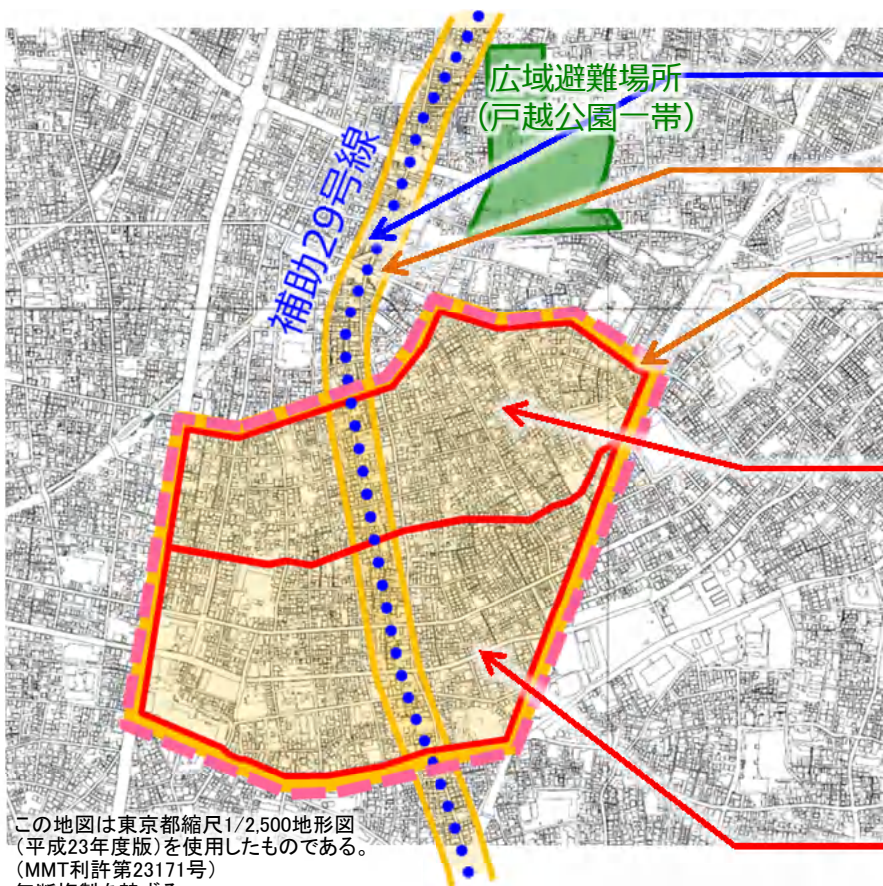 広域避難場所
(戸越公園一帯)
補助29号線
この地図は東京都縮尺1/2,500地形図
(平成23年度版)を使用したものである。
(MMT利許第23171号)